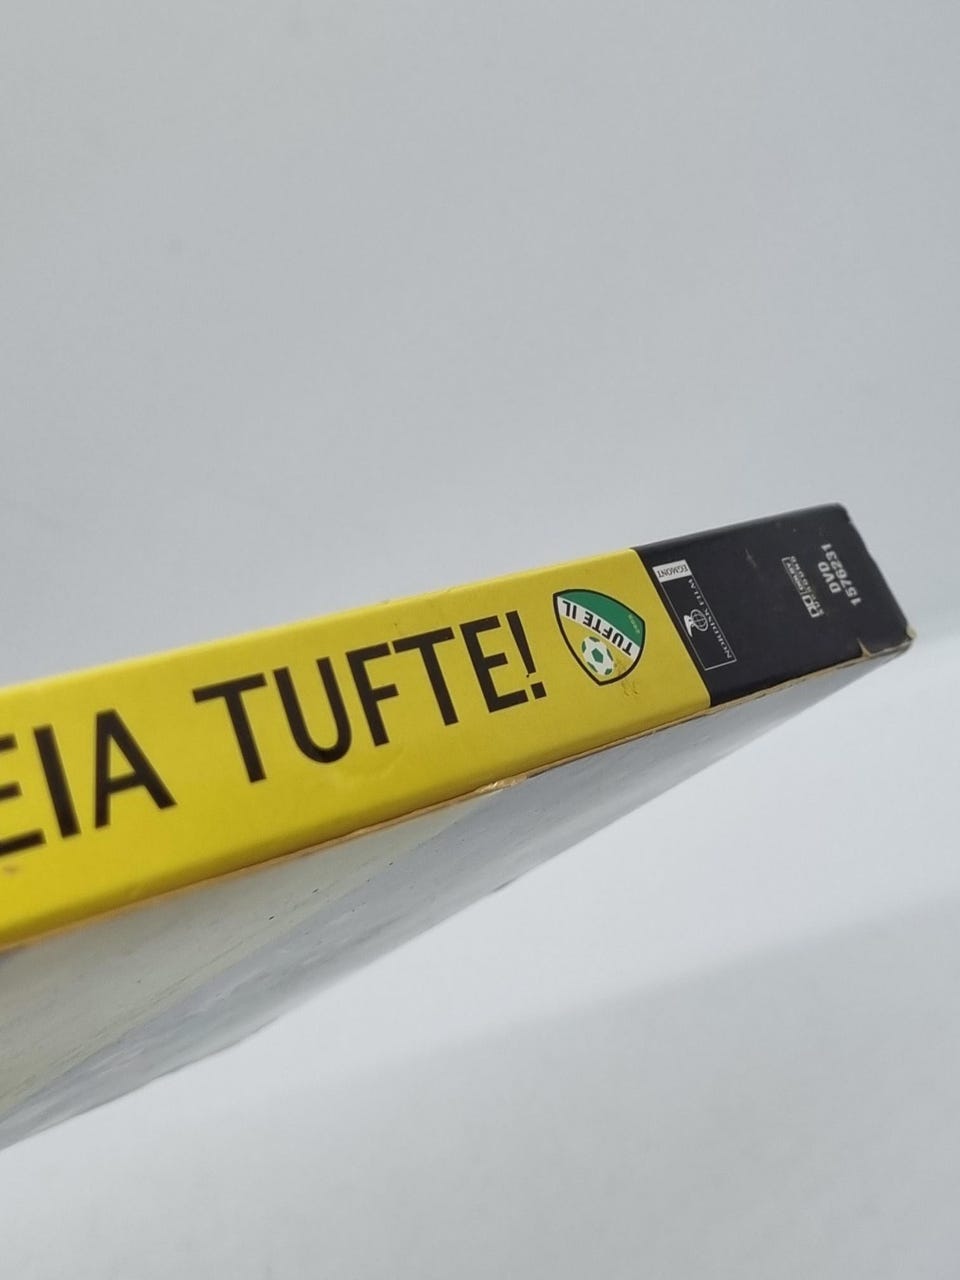 EIA TUFTE!
TUFTE IL
EGMONT
NORDISK FILM
DVD
1576231